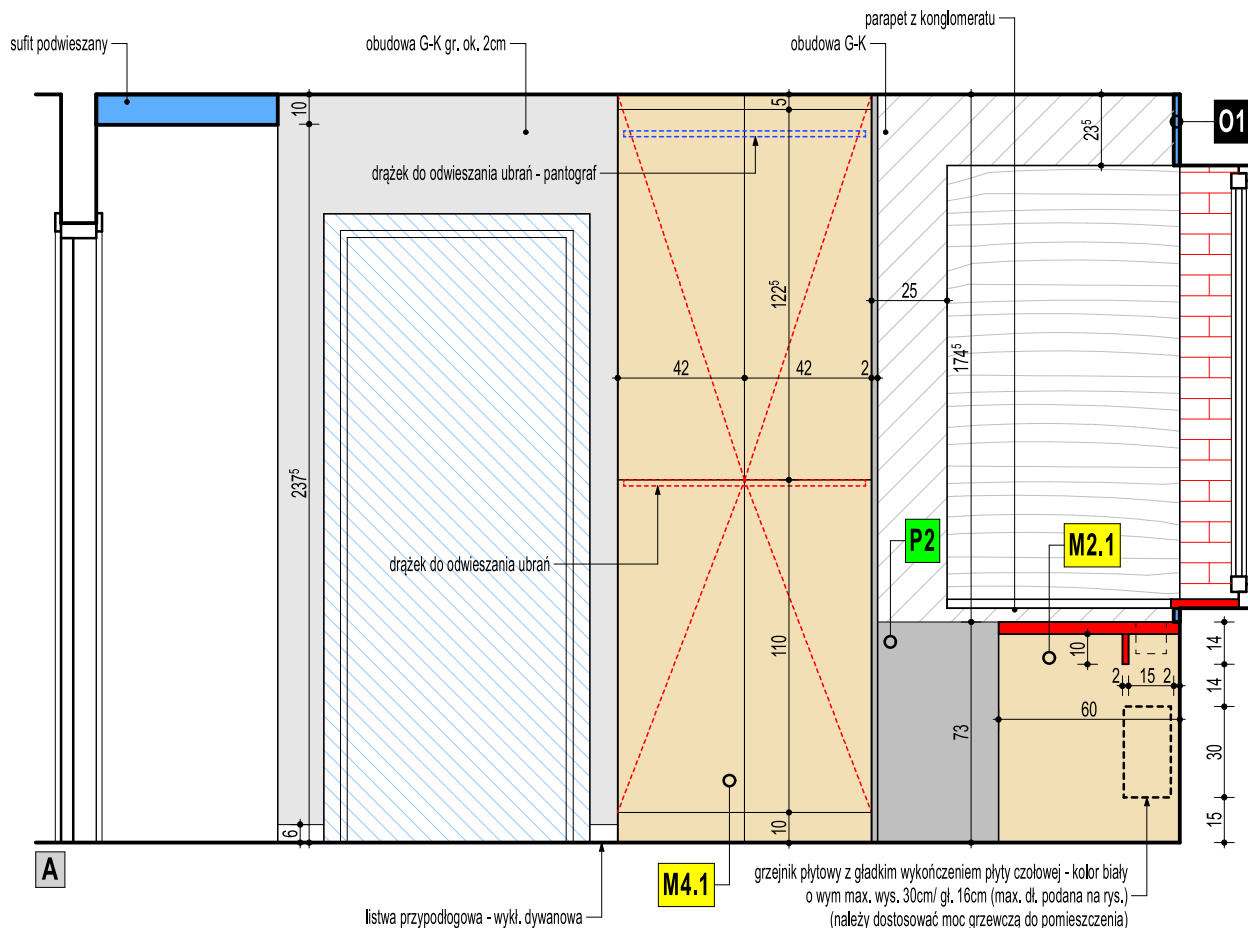 parapet z konglomeratu
sufit podwieszany
obudowa G-K gr. ok. 2cm
obudowa G-K
10
5
23⁵
O1
drążek do odwieszania ubrań - pantograf
122⁵
25
174⁵
42
42
2
237⁵
P2
M2.1
drążek do odwieszania ubrań
110
10
14
2
15
2
14
60
73
30
6
10
15
A
M4.1
grzejnik płytowy z gładkim wykończeniem płyty czołowej - kolor biały
o wym max. wys. 30cm/ gł. 16cm (max. dł. podana na rys.)
(należy dostosować moc grzewczą do pomieszczenia)
listwa przypodłogowa - wykł. dywanowa